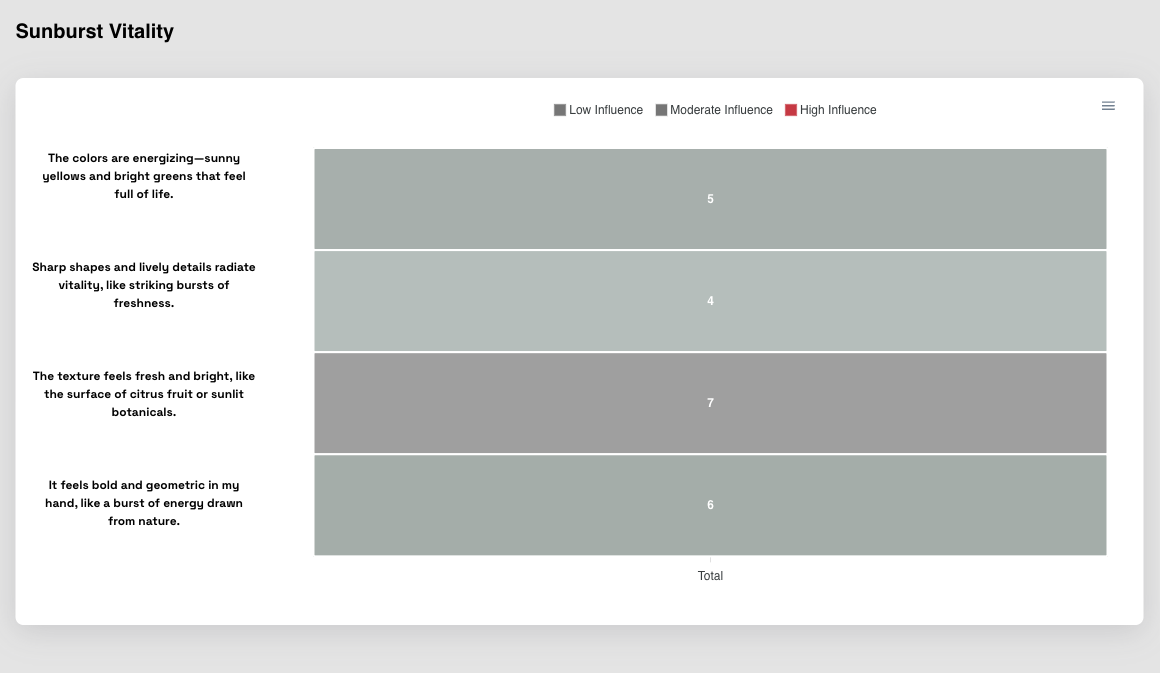 Sunburst Vitality
Low Influence Moderate Influence High Influence
The colors are energizing—sunny
yellows and bright greens that feel
full of life.
5
Sharp shapes and lively details radiate
vitality, like striking bursts of
freshness.
4
The texture feels fresh and bright, like
the surface of citrus fruit or sunlit
botanicals.
7
It feels bold and geometric in my
hand, like a burst of energy drawn
from nature.
6
Total